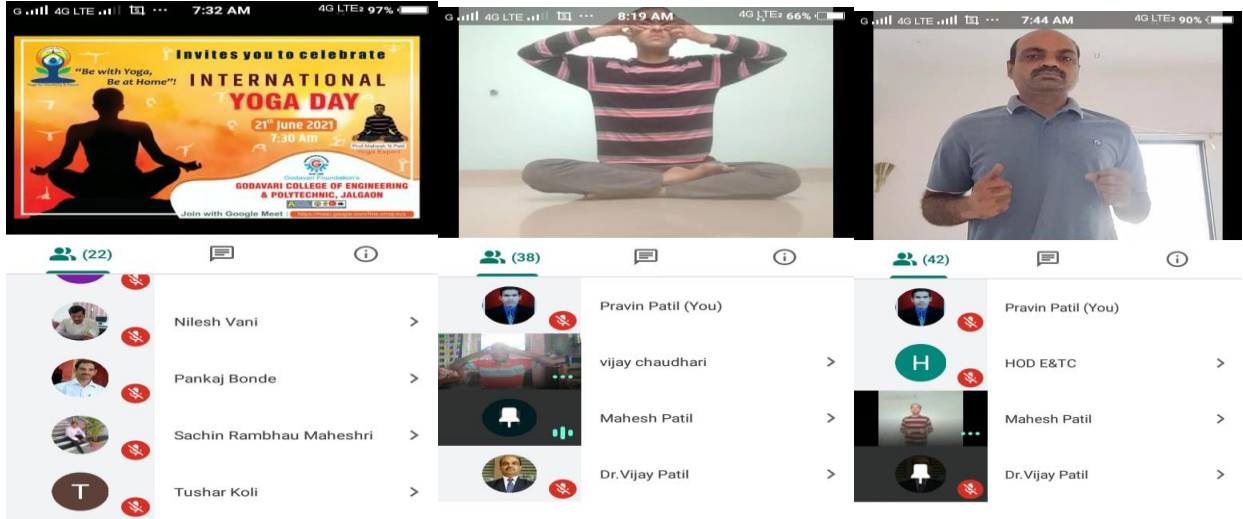 G 4G LTE 7:32 AM 4G LTE2 97%
Invites you to celebrate
"Be with Yoga,
Be at Home"!
INTERNATIONAL
YOGA DAY
21st June 2021
7:30 Am
Prof.Mahesh N Patil
Yoga Expert
Godavari Foundation's
GODAVARI COLLEGE OF ENGINEERING
& POLYTECHNIC, JALGAON
Join with Google Meet :
(22)
Nilesh Vani
Pankaj Bonde
Sachin Rambhau Maheshri
T
Tushar Koli
G 4G LTE 8:19 AM 4G LTE2 66%
(38)
Pravin Patil (You)
vijay chaudhari
Mahesh Patil
Dr.Vijay Patil
G 4G LTE 7:44 AM 4G LTE2 90%
(42)
Pravin Patil (You)
H
HOD E&TC
Mahesh Patil
Dr.Vijay Patil